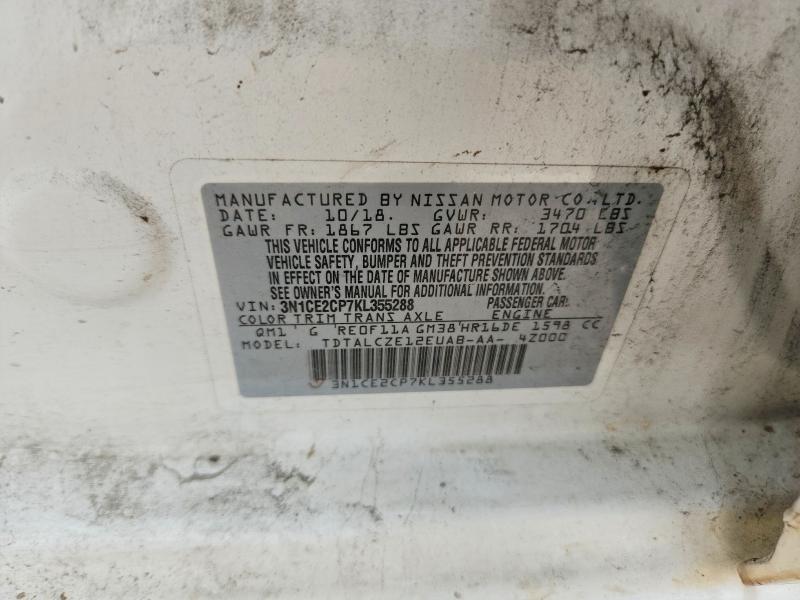 MANUFACTURED BY NISSAN MOTOR CO., LTD.
DATE: 10/18. GVWR: 3470 LBS
GAWR FR: 1867 LBS GAWR RR: 1704 LBS
THIS VEHICLE CONFORMS TO ALL APPLICABLE FEDERAL MOTOR
VEHICLE SAFETY, BUMPER AND THEFT PREVENTION STANDARDS
IN EFFECT ON THE DATE OF MANUFACTURE SHOWN ABOVE.
SEE OWNER'S MANUAL FOR ADDITIONAL INFORMATION.
VIN: 3N1CE2CP7KL355288 PASSENGER CAR
COLOR TRIM TRANS AXLE ENGINE
QM1 G RE0F11A GM38 HR16DE 1598 CC
MODEL TDTALCZE12EUAB-AA- 4Z000
3N1CE2CP7KL355288